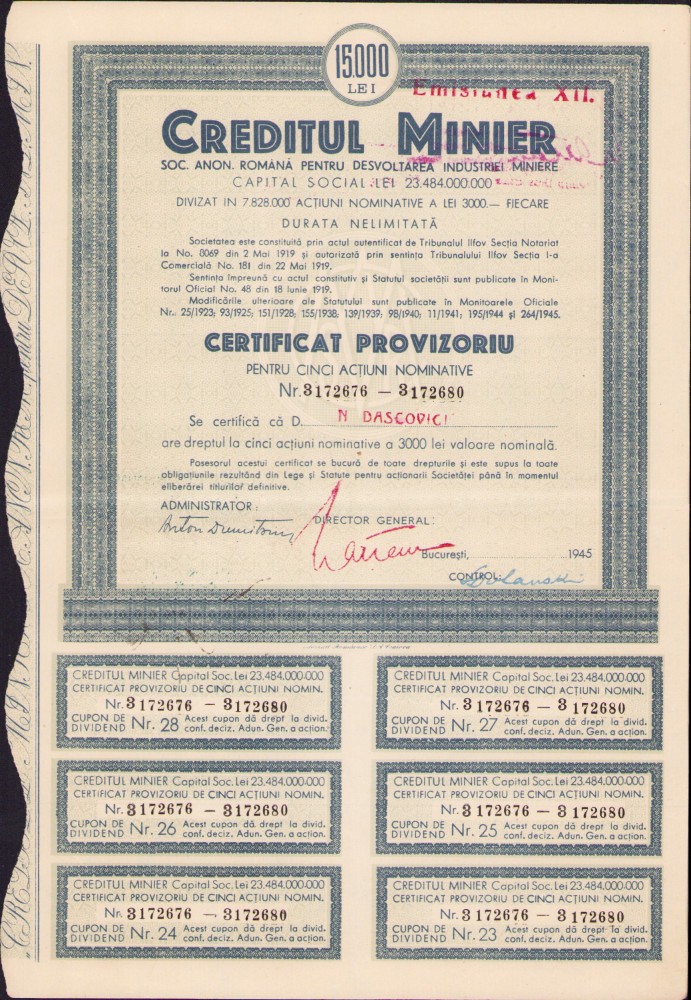 15.000
LEI
Emisiunea XII.
CREDITUL MINIER
SOC. ANON. ROMÂNĂ PENTRU DESVOLTAREA INDUSTRIEI MINIERE
CAPITAL SOCIAL LEI 23.484.000.000
DIVIZAT IN 7.828.000 ACȚIUNI NOMINATIVE A LEI 3000.— FIECARE
DURATA NELIMITATĂ
Societatea este constituită prin actul autentificat de Tribunalul Ilfov Secția Notariat
la No. 8069 din 2 Mai 1919 și autorizată prin sentința Tribunalului Ilfov Secția I-a
Comercială No. 181 din 22 Mai 1919.
Sentința împreună cu actul constitutiv și Statutul societății sunt publicate în Moni-
torul Oficial No. 48 din 18 Iunie 1919.
Modificările ulterioare ale Statutului sunt publicate în Monitoarele Oficiale
Nr. 25/1923; 93/1925; 151/1928; 155/1938; 139/1939; 98/1940; 11/1941; 195/1944 și 264/1945.
CERTIFICAT PROVIZORIU
PENTRU CINCI ACȚIUNI NOMINATIVE
Nr. 3172676 — 3172680
Se certifică că D. N DASCOVICI
are dreptul la cinci acțiuni nominative a 3000 lei valoare nominală.
Posesorul acestui certificat se bucură de toate drepturile și este supus la toate
obligațiunile rezultând din Lege și Statute pentru acționarii Societății până în momentul
eliberării titlurilor definitive.
ADMINISTRATOR:
DIRECTOR GENERAL:
București, 1945
CONTROL:
CREDITUL MINIER Capital Soc. Lei 23.484.000.000
CERTIFICAT PROVIZORIU DE CINCI ACȚIUNI NOMIN.
Nr. 3172676 — 3172680
CUPON DE DIVIDEND Nr. 28 Acest cupon dă drept la divid.
conf. deciz. Adun. Gen. a acțion.
CREDITUL MINIER Capital Soc. Lei 23.484.000.000
CERTIFICAT PROVIZORIU DE CINCI ACȚIUNI NOMIN.
Nr. 3172676 — 3172680
CUPON DE DIVIDEND Nr. 27 Acest cupon dă drept la divid.
conf. deciz. Adun. Gen. a acțion.
CREDITUL MINIER Capital Soc. Lei 23.484.000.000
CERTIFICAT PROVIZORIU DE CINCI ACȚIUNI NOMIN.
Nr. 3172676 — 3172680
CUPON DE DIVIDEND Nr. 26 Acest cupon dă drept la divid.
conf. deciz. Adun. Gen. a acțion.
CREDITUL MINIER Capital Soc. Lei 23.484.000.000
CERTIFICAT PROVIZORIU DE CINCI ACȚIUNI NOMIN.
Nr. 3172676 — 3172680
CUPON DE DIVIDEND Nr. 25 Acest cupon dă drept la divid.
conf. deciz. Adun. Gen. a acțion.
CREDITUL MINIER Capital Soc. Lei 23.484.000.000
CERTIFICAT PROVIZORIU DE CINCI ACȚIUNI NOMIN.
Nr. 3172676 — 3172680
CUPON DE DIVIDEND Nr. 24 Acest cupon dă drept la divid.
conf. deciz. Adun. Gen. a acțion.
CREDITUL MINIER Capital Soc. Lei 23.484.000.000
CERTIFICAT PROVIZORIU DE CINCI ACȚIUNI NOMIN.
Nr. 3172676 — 3172680
CUPON DE DIVIDEND Nr. 23 Acest cupon dă drept la divid.
conf. deciz. Adun. Gen. a acțion.